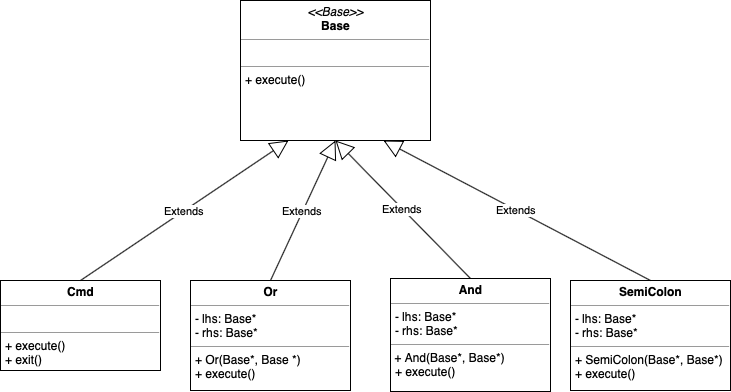 <<Base>>
Base
+ execute()
Extends
Extends
Extends
Extends
Cmd
+ execute()
+ exit()
Or
- lhs: Base*
- rhs: Base*
+ Or(Base*, Base *)
+ execute()
And
- lhs: Base*
- rhs: Base*
+ And(Base*, Base*)
+ execute()
SemiColon
- lhs: Base*
- rhs: Base*
+ SemiColon(Base*, Base*)
+ execute()